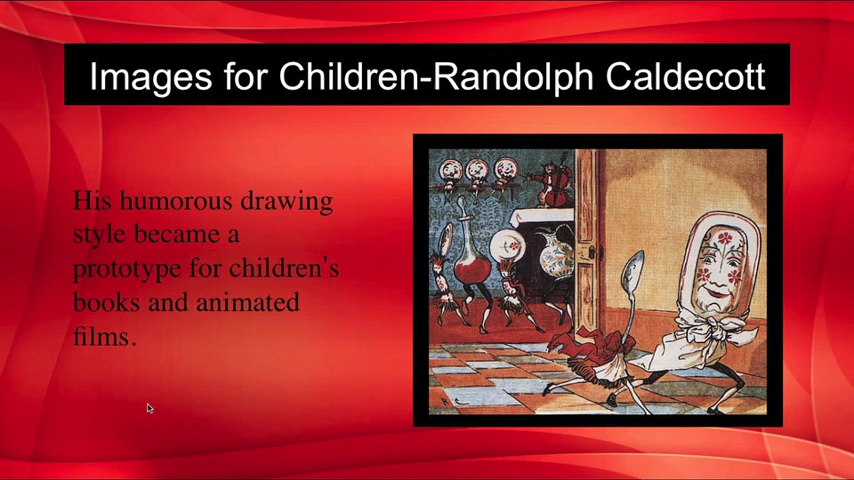 Images for Children-Randolph Caldecott
His humorous drawing
style became a
prototype for children's
books and animated
films.